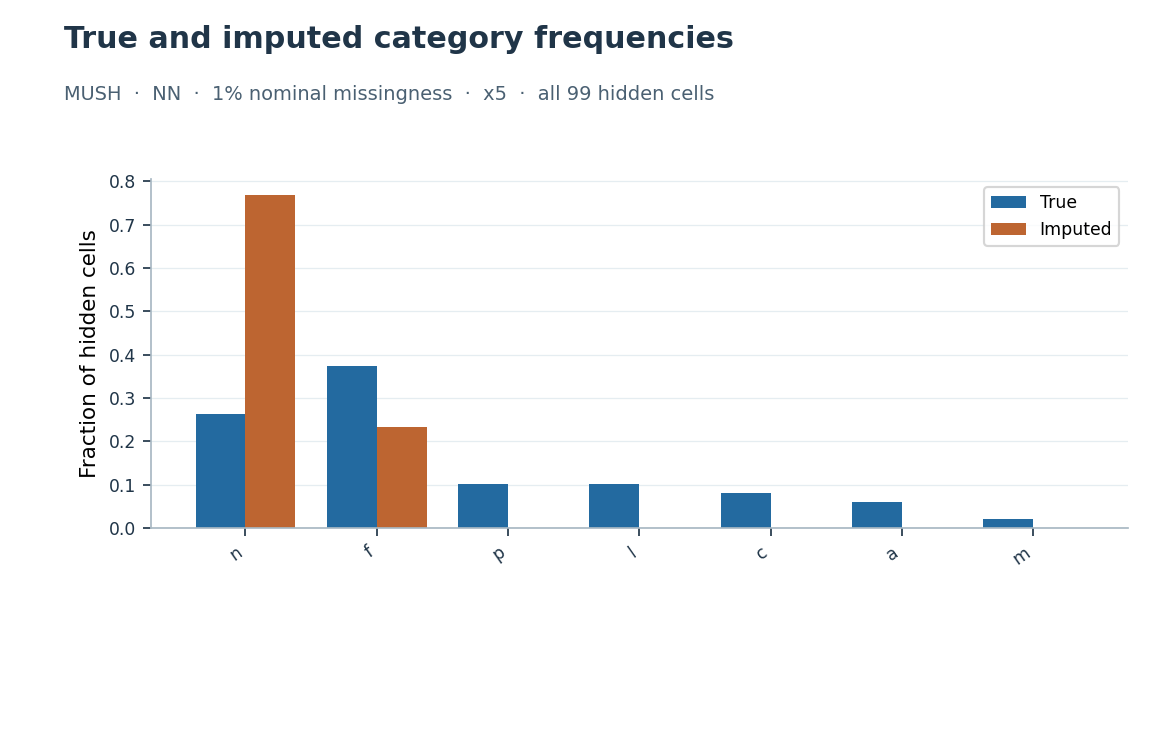 True and imputed category frequencies
MUSH · NN · 1% nominal missingness · x5 · all 99 hidden cells
0.8
0.7
0.6
0.5
0.4
0.3
0.2
0.1
0.0
Fraction of hidden cells
True
Imputed
n
f
p
l
c
a
m